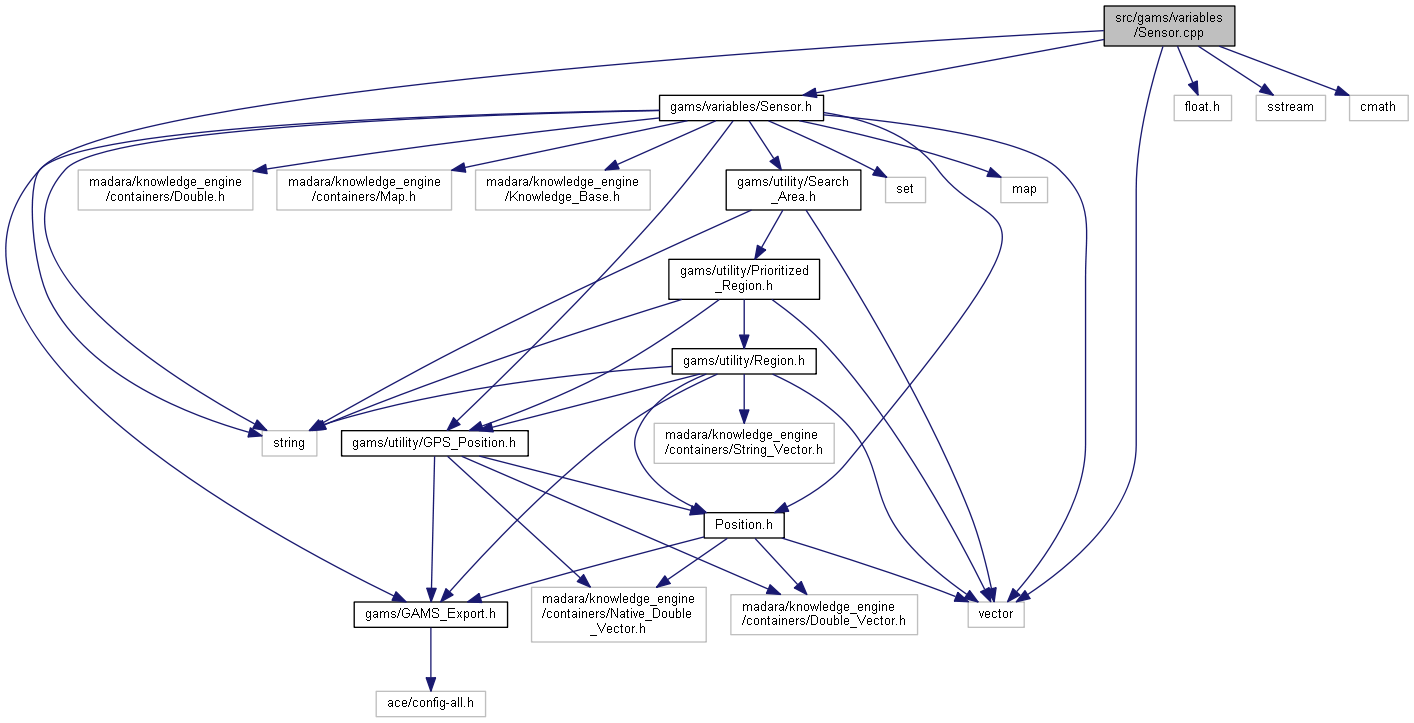 src/gams/variables
/Sensor.cpp
gams/variables/Sensor.h
float.h
sstream
cmath
madara/knowledge_engine
/containers/Double.h
madara/knowledge_engine
/containers/Map.h
madara/knowledge_engine
/Knowledge_Base.h
gams/utility/Search
_Area.h
set
map
gams/utility/Prioritized
_Region.h
gams/utility/Region.h
string
gams/utility/GPS_Position.h
madara/knowledge_engine
/containers/String_Vector.h
Position.h
gams/GAMS_Export.h
madara/knowledge_engine
/containers/Native_Double
_Vector.h
madara/knowledge_engine
/containers/Double_Vector.h
vector
ace/config-all.h